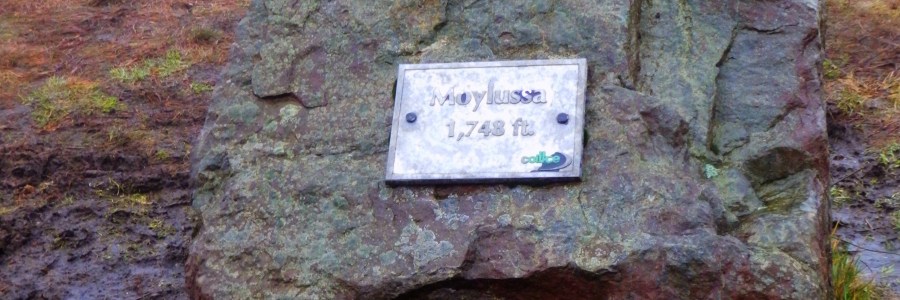 Moylussa
1,748 ft.
coillte